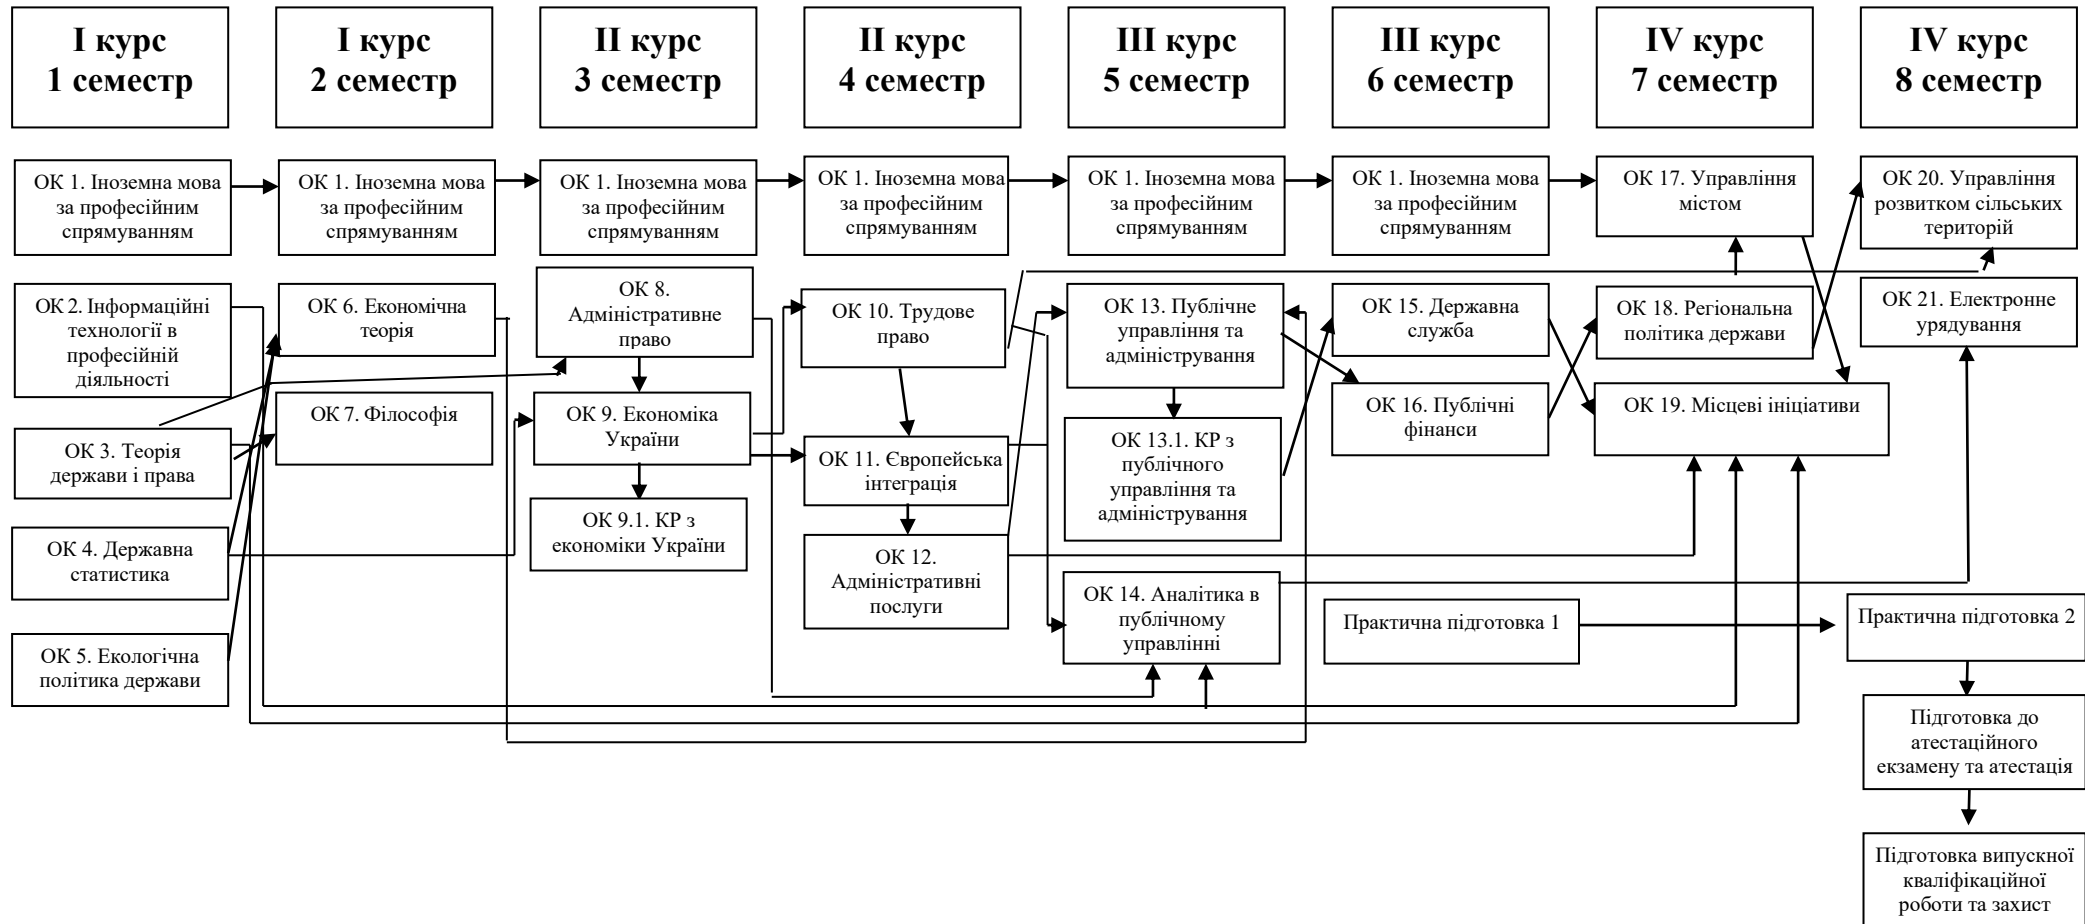 І курс
1 семестр
І курс
2 семестр
ІІ курс
3 семестр
ІІ курс
4 семестр
ІІІ курс
5 семестр
ІІІ курс
6 семестр
IV курс
7 семестр
IV курс
8 семестр
ОК 1. Іноземна мова
за професійним
спрямуванням
ОК 1. Іноземна мова
за професійним
спрямуванням
ОК 1. Іноземна мова
за професійним
спрямуванням
ОК 1. Іноземна мова
за професійним
спрямуванням
ОК 1. Іноземна мова
за професійним
спрямуванням
ОК 1. Іноземна мова
за професійним
спрямуванням
ОК 17. Управління
містом
ОК 20. Управління
розвитком сільських
територій
ОК 2. Інформаційні
технології в
професійній
діяльності
ОК 6. Економічна
теорія
ОК 8.
Адміністративне
право
ОК 10. Трудове
право
ОК 13. Публічне
управління та
адміністрування
ОК 15. Державна
служба
ОК 18. Регіональна
політика держави
ОК 21. Електронне
урядування
ОК 3. Теорія
держави і права
ОК 7. Філософія
ОК 9. Економіка
України
ОК 11. Європейська
інтеграція
ОК 13.1. КР з
публічного
управління та
адміністрування
ОК 16. Публічні
фінанси
ОК 19. Місцеві ініціативи
ОК 4. Державна
статистика
ОК 9.1. КР з
економіки України
ОК 12.
Адміністративні
послуги
ОК 14. Аналітика в
публічному
управлінні
Практична підготовка 1
Практична підготовка 2
ОК 5. Екологічна
політика держави
Підготовка до
атестаційного
екзамену та атестація
Підготовка випускної
кваліфікаційної
роботи та захист